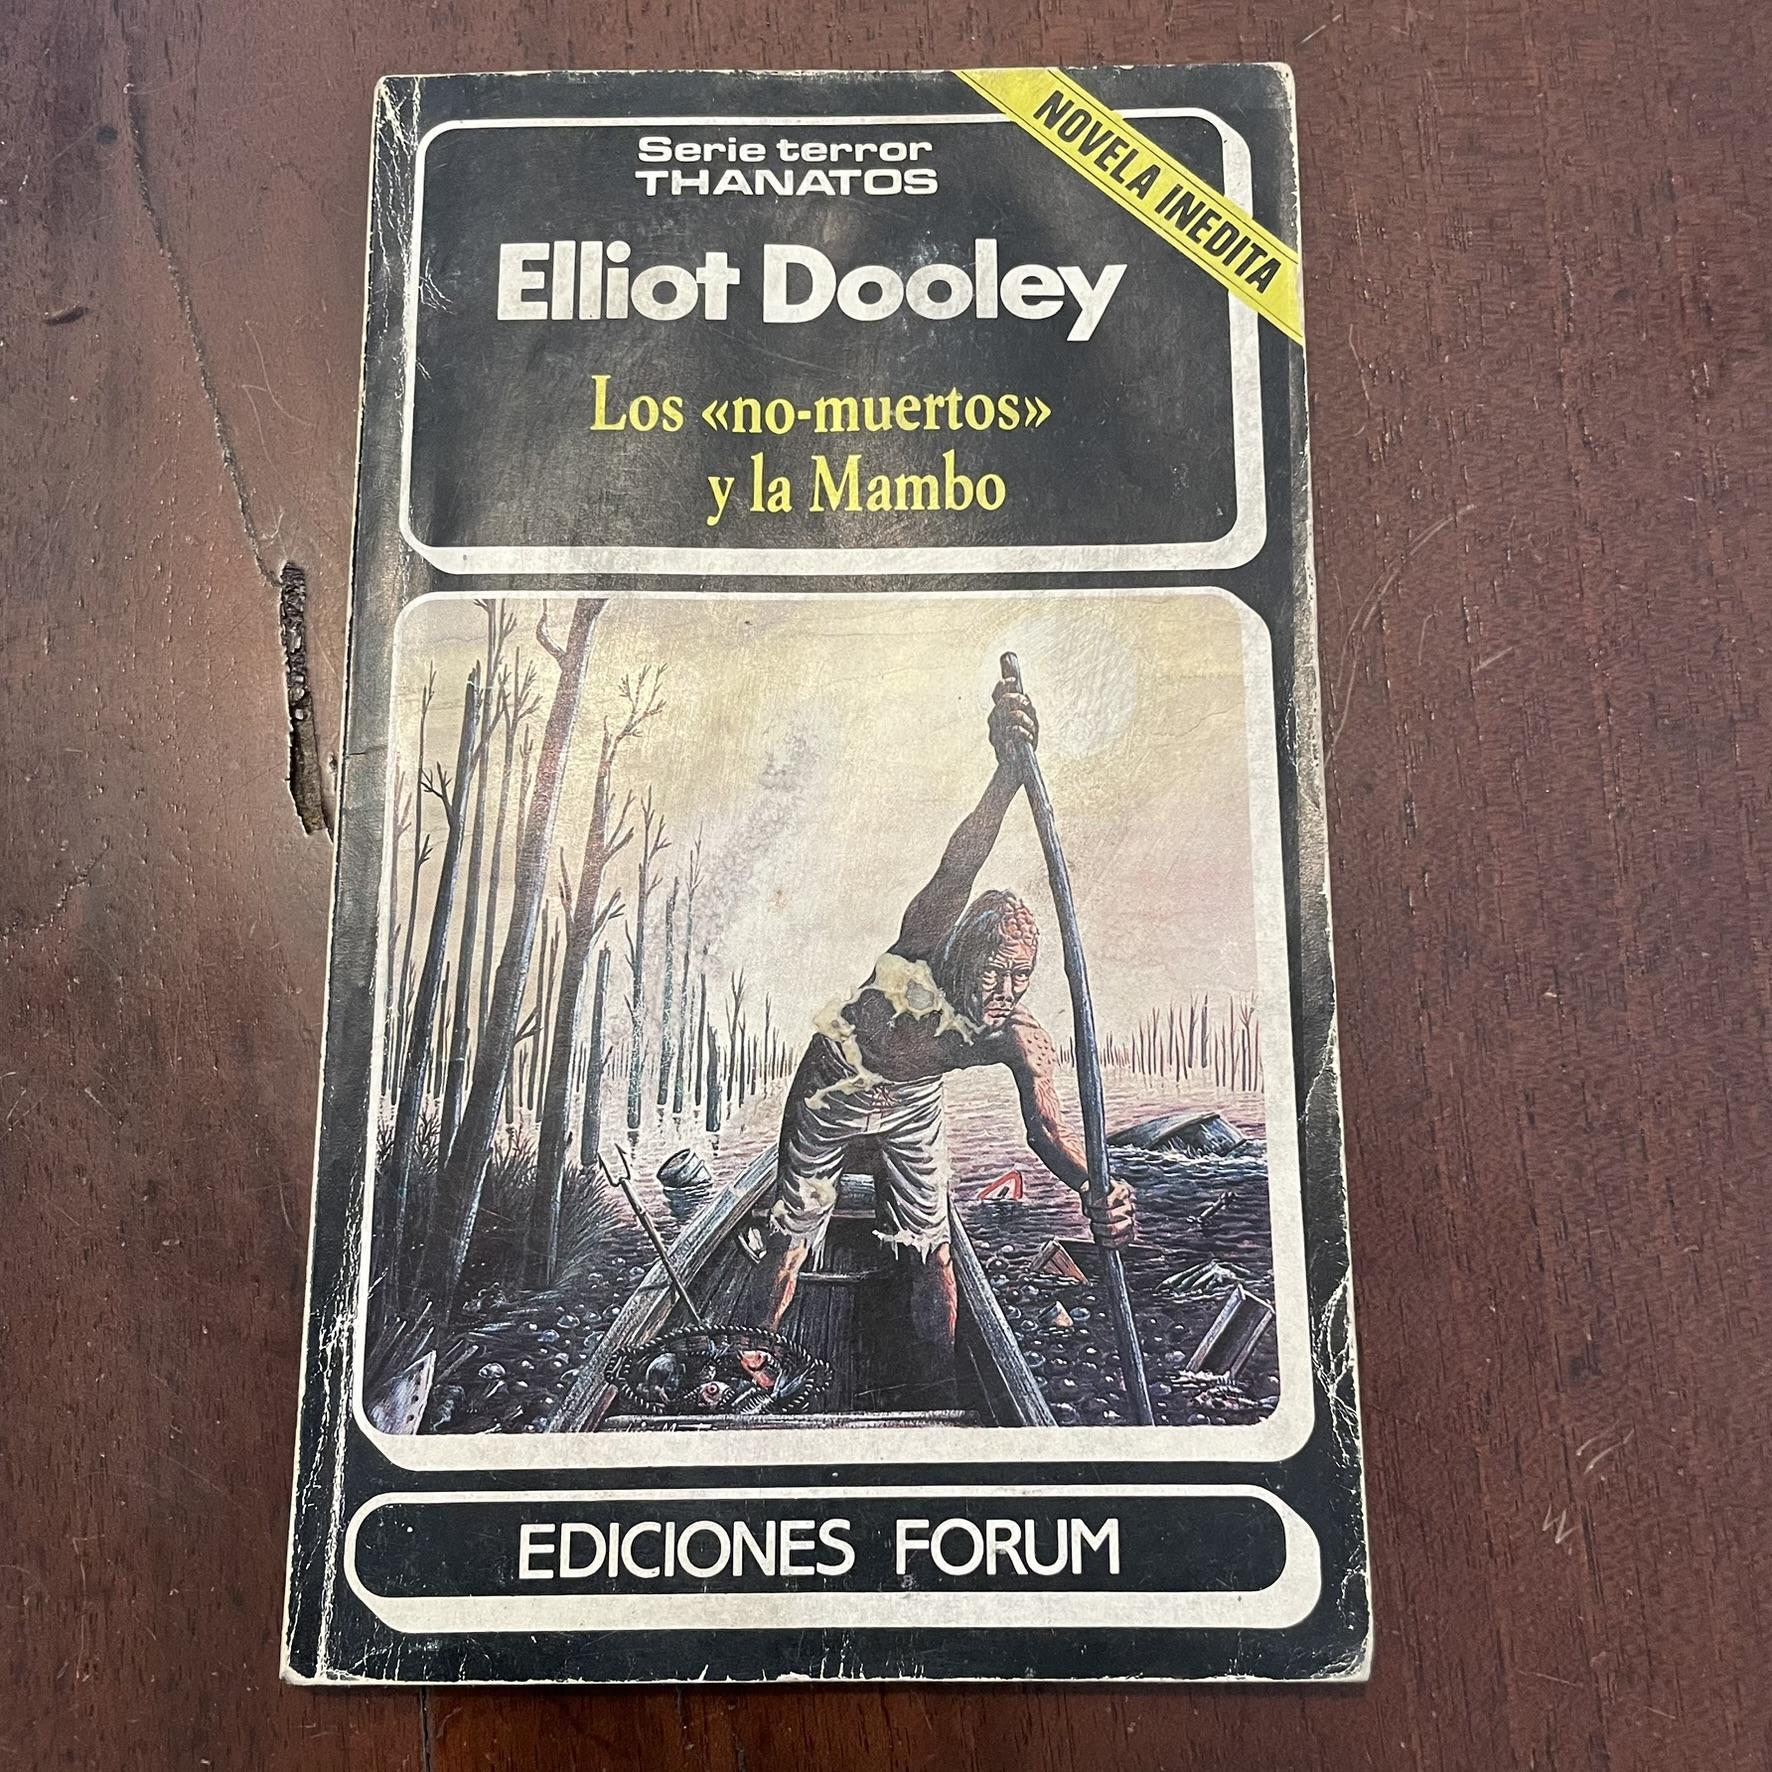 Serie terror
THANATOS
NOVELA INEDITA
Elliot Dooley
Los «no-muertos»
y la Mambo
EDICIONES FORUM